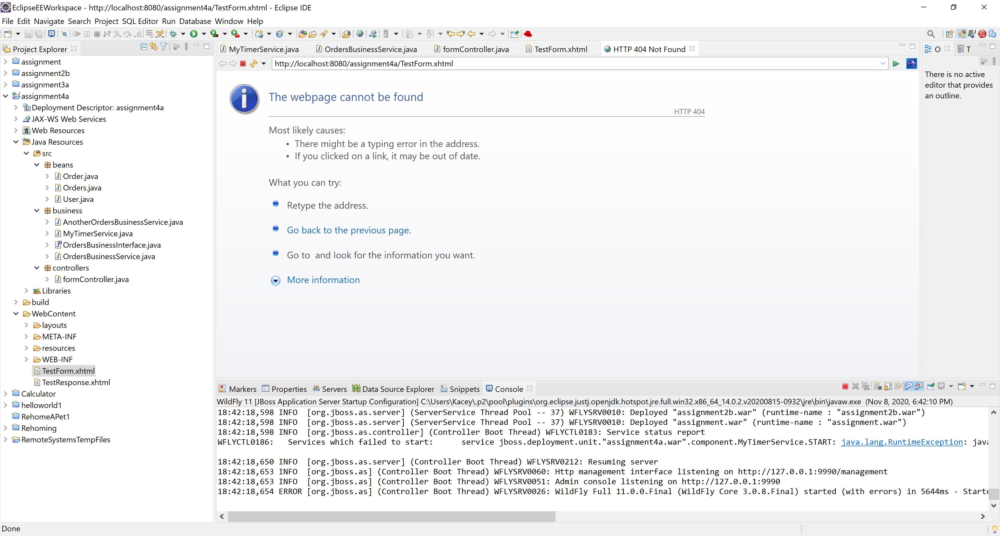 EclipseEEWorkspace - http://localhost:8080/assignment4a/TestForm.xhtml - Eclipse IDE
File Edit Navigate Search Project SQL Editor Run Database Window Help
Project Explorer
assignment
assignment2b
assignment3a
assignment4a
Deployment Descriptor: assignment4a
JAX-WS Web Services
Web Resources
Java Resources
src
beans
Order.java
Orders.java
User.java
business
AnotherOrdersBusinessService.java
MyTimerService.java
OrdersBusinessInterface.java
OrdersBusinessService.java
controllers
formController.java
Libraries
build
WebContent
layouts
META-INF
resources
WEB-INF
TestForm.xhtml
TestResponse.xhtml
Calculator
helloworld1
RehomeAPet1
Rehoming
RemoteSystemsTempFiles
MyTimerService.java OrdersBusinessService.java formController.java TestForm.xhtml HTTP 404 Not Found
http://localhost:8080/assignment4a/TestForm.xhtml
The webpage cannot be found
HTTP 404
Most likely causes:
• There might be a typing error in the address.
• If you clicked on a link, it may be out of date.
What you can try:
Retype the address.
Go back to the previous page.
Go to  and look for the information you want.
More information
O T
There is no active
editor that provides
an outline.
Markers Properties Servers Data Source Explorer Snippets Console
WildFly 11 [JBoss Application Server Startup Configuration] C:\Users\Kacey\.p2\pool\plugins\org.eclipse.justj.openjdk.hotspot.jre.full.win32.x86_64_14.0.2.v20200815-0932\jre\bin\javaw.exe  (Nov 8, 2020, 6:42:10 PM)
18:42:18,598 INFO  [org.jboss.as.server] (ServerService Thread Pool -- 37) WFLYSRV0010: Deployed "assignment2b.war" (runtime-name : "assignment2b.war")
18:42:18,598 INFO  [org.jboss.as.server] (ServerService Thread Pool -- 37) WFLYSRV0010: Deployed "assignment.war" (runtime-name : "assignment.war")
18:42:18,598 INFO  [org.jboss.as.controller] (Controller Boot Thread) WFLYCTL0183: Service status report
WFLYCTL0186:   Services which failed to start:      service jboss.deployment.unit."assignment4a.war".component.MyTimerService.START: java.lang.RuntimeException: java
18:42:18,650 INFO  [org.jboss.as.server] (Controller Boot Thread) WFLYSRV0212: Resuming server
18:42:18,653 INFO  [org.jboss.as] (Controller Boot Thread) WFLYSRV0060: Http management interface listening on http://127.0.0.1:9990/management
18:42:18,653 INFO  [org.jboss.as] (Controller Boot Thread) WFLYSRV0051: Admin console listening on http://127.0.0.1:9990
18:42:18,654 ERROR [org.jboss.as] (Controller Boot Thread) WFLYSRV0026: WildFly Full 11.0.0.Final (WildFly Core 3.0.8.Final) started (with errors) in 5644ms - Starte
Done